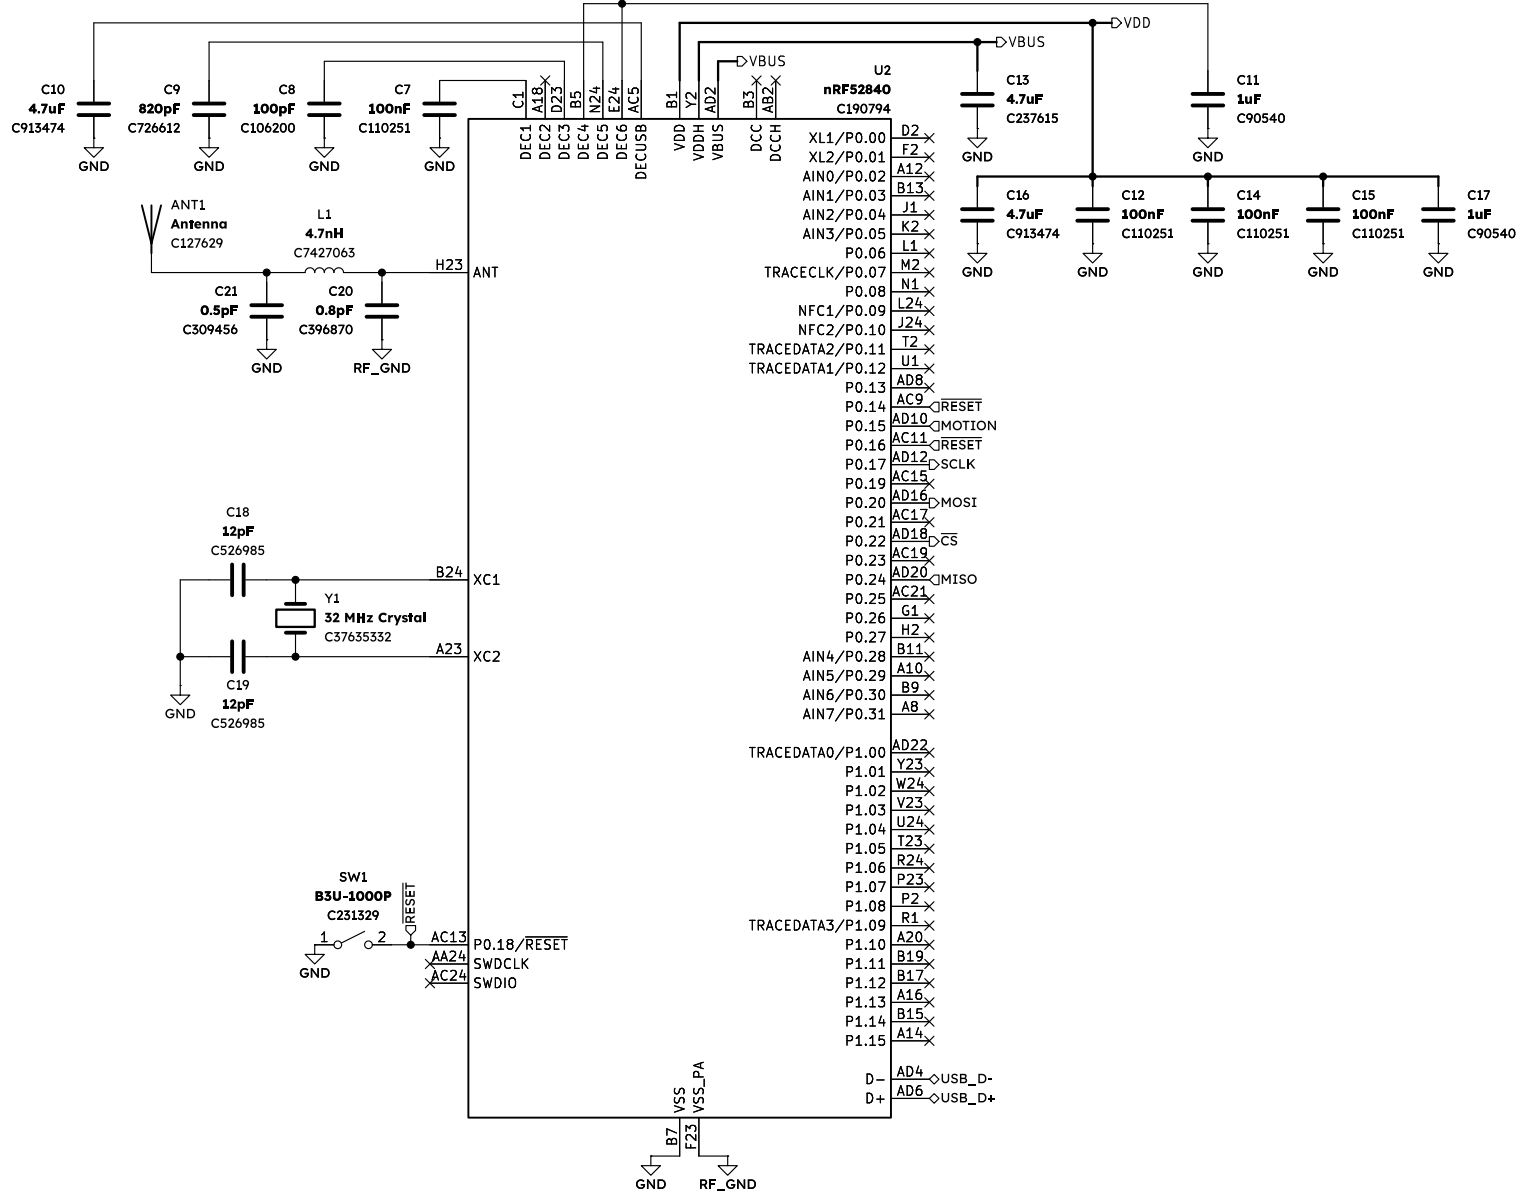 VDD
VBUS
VBUS
C10
4.7uF
C913474
GND
C9
820pF
C726612
GND
C8
100pF
C106200
GND
C7
100nF
C110251
GND
C1
A18
D23
B5
N24
E24
AC5
B1
Y2
AD2
B3
AB2
DEC1
DEC2
DEC3
DEC4
DEC5
DEC6
DECUSB
VDD
VDDH
VBUS
DCC
DCCH
U2
nRF52840
C190794
C13
4.7uF
C237615
GND
C11
1uF
C90540
GND
C16
4.7uF
C913474
GND
C12
100nF
C110251
GND
C14
100nF
C110251
GND
C15
100nF
C110251
GND
C17
1uF
C90540
GND
ANT1
Antenna
C127629
L1
4.7nH
C7427063
H23 ANT
C21
0.5pF
C309456
GND
C20
0.8pF
C396870
RF_GND
XL1/P0.00 D2
XL2/P0.01 F2
AIN0/P0.02 A12
AIN1/P0.03 B13
AIN2/P0.04 J1
AIN3/P0.05 K2
P0.06 L1
TRACECLK/P0.07 M2
P0.08 N1
NFC1/P0.09 L24
NFC2/P0.10 J24
TRACEDATA2/P0.11 T2
TRACEDATA1/P0.12 U1
P0.13 AD8
P0.14 AC9 RESET
P0.15 AD10 MOTION
P0.16 AC11 RESET
P0.17 AD12 SCLK
P0.19 AC15
P0.20 AD16 MOSI
P0.21 AC17
P0.22 AD18 CS
P0.23 AC19
P0.24 AD20 MISO
P0.25 AC21
P0.26 G1
P0.27 H2
AIN4/P0.28 B11
AIN5/P0.29 A10
AIN6/P0.30 B9
AIN7/P0.31 A8
TRACEDATA0/P1.00 AD22
P1.01 Y23
P1.02 W24
P1.03 V23
P1.04 U24
P1.05 T23
P1.06 R24
P1.07 P23
P1.08 P2
TRACEDATA3/P1.09 R1
P1.10 A20
P1.11 B19
P1.12 B17
P1.13 A16
P1.14 B15
P1.15 A14
D- AD4 USB_D-
D+ AD6 USB_D+
C18
12pF
C526985
B24 XC1
Y1
32 MHz Crystal
C37635332
A23 XC2
C19
12pF
C526985
GND
SW1
B3U-1000P
C231329
RESET
1 2
GND
AC13 P0.18/RESET
AA24 SWDCLK
AC24 SWDIO
VSS
VSS_PA
B7
F23
GND
RF_GND